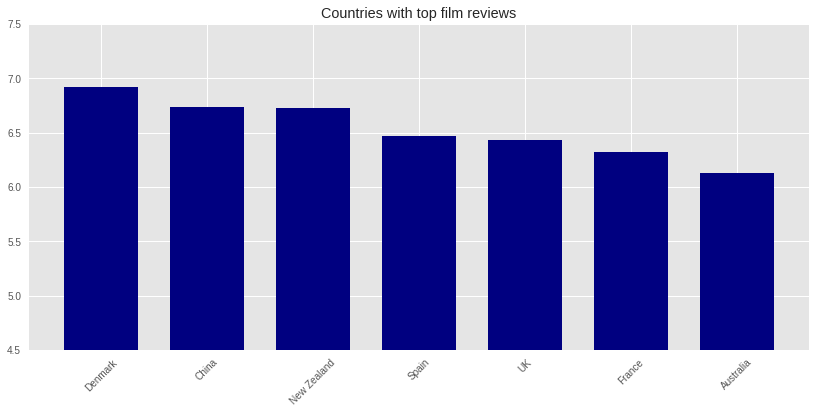 Countries with top film reviews
7.5
7.0
6.5
6.0
5.5
5.0
4.5
Denmark
China
New Zealand
Spain
UK
France
Australia